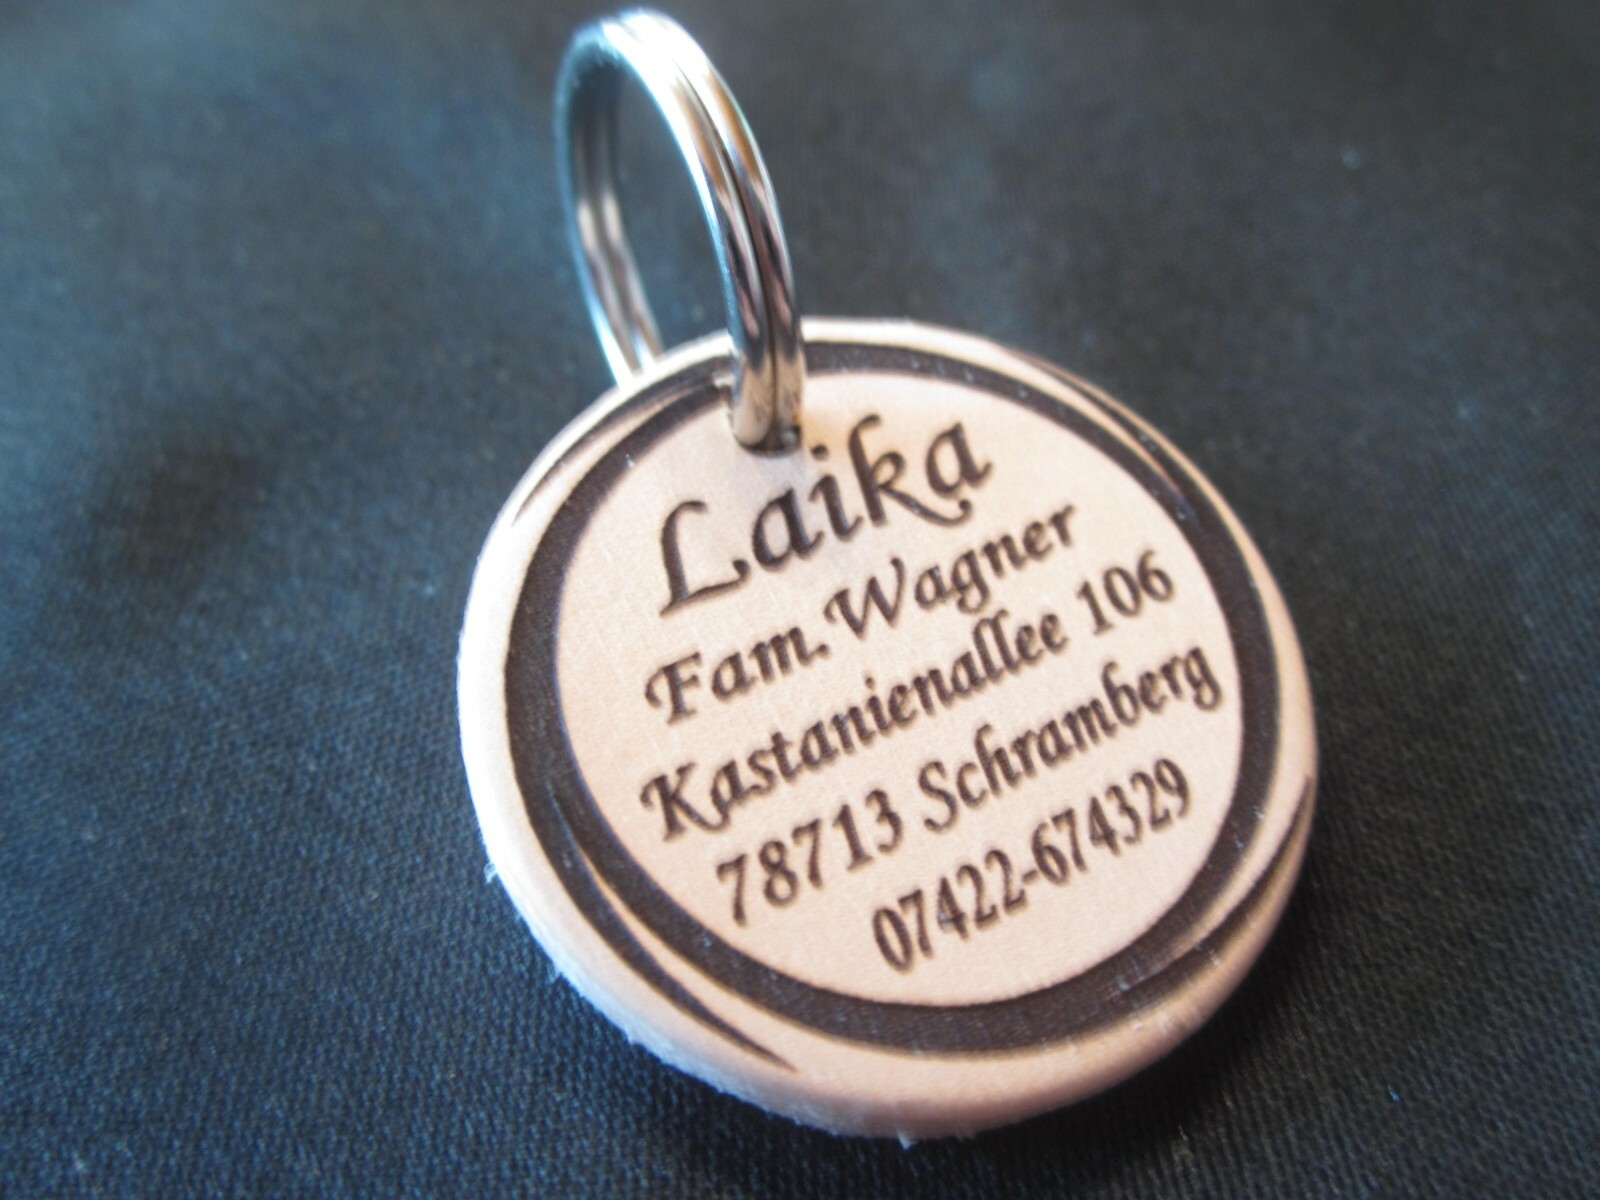 Laika
Fam. Wagner
Kastanienallee 106
78713 Schramberg
07422-674329